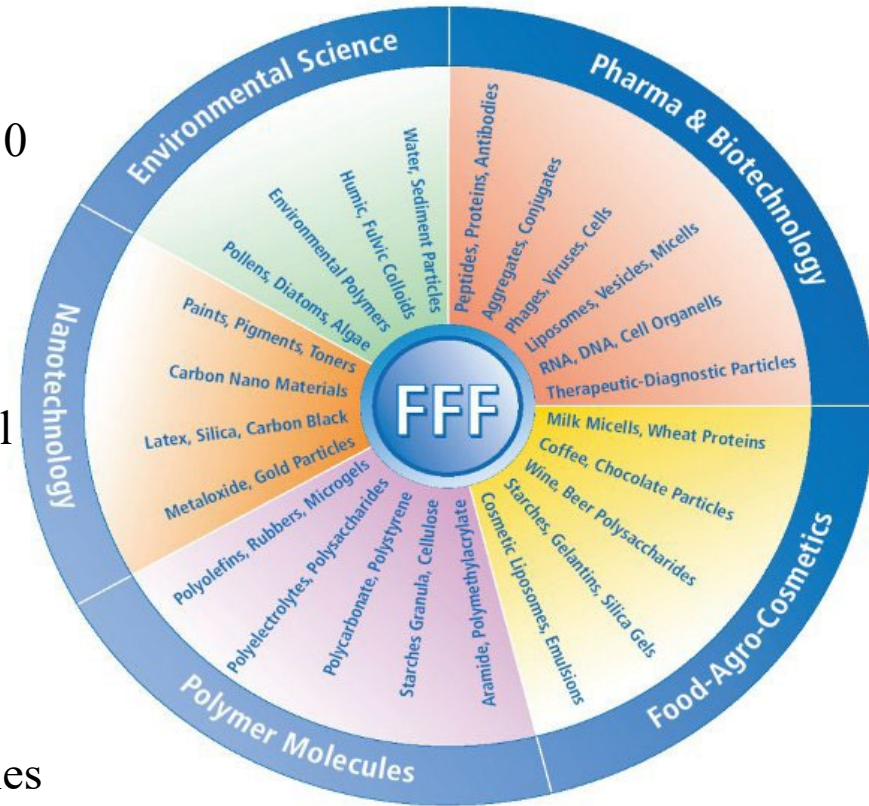 0
l
les
Environmental Science
Water, Sediment Particles
Humic, Fulvic Colloids
Environmental Polymers
Pollens, Diatoms, Algae
Pharma & Biotechnology
Peptides, Proteins, Antibodies
Aggregates, Conjugates
Phages, Viruses, Cells
Liposomes, Vesicles, Micells
RNA, DNA, Cell Organells
Therapeutic-Diagnostic Particles
Food-Agro-Cosmetics
Milk Micells, Wheat Proteins
Coffee, Chocolate Particles
Wine, Beer Polysaccharides
Starches, Gelantins, Silica Gels
Cosmetic Liposomes, Emulsions
Polymer Molecules
Aramide, Polymethylacylate
Starches Granula, Cellulose
Polycarbonate, Polystyrene
Polyelectrolytes, Polysaccharides
Polyolefins, Rubbers, Microgels
Nanotechnology
Metaloxide, Gold Particles
Latex, Silica, Carbon Black
Carbon Nano Materials
Paints, Pigments, Toners
FFF